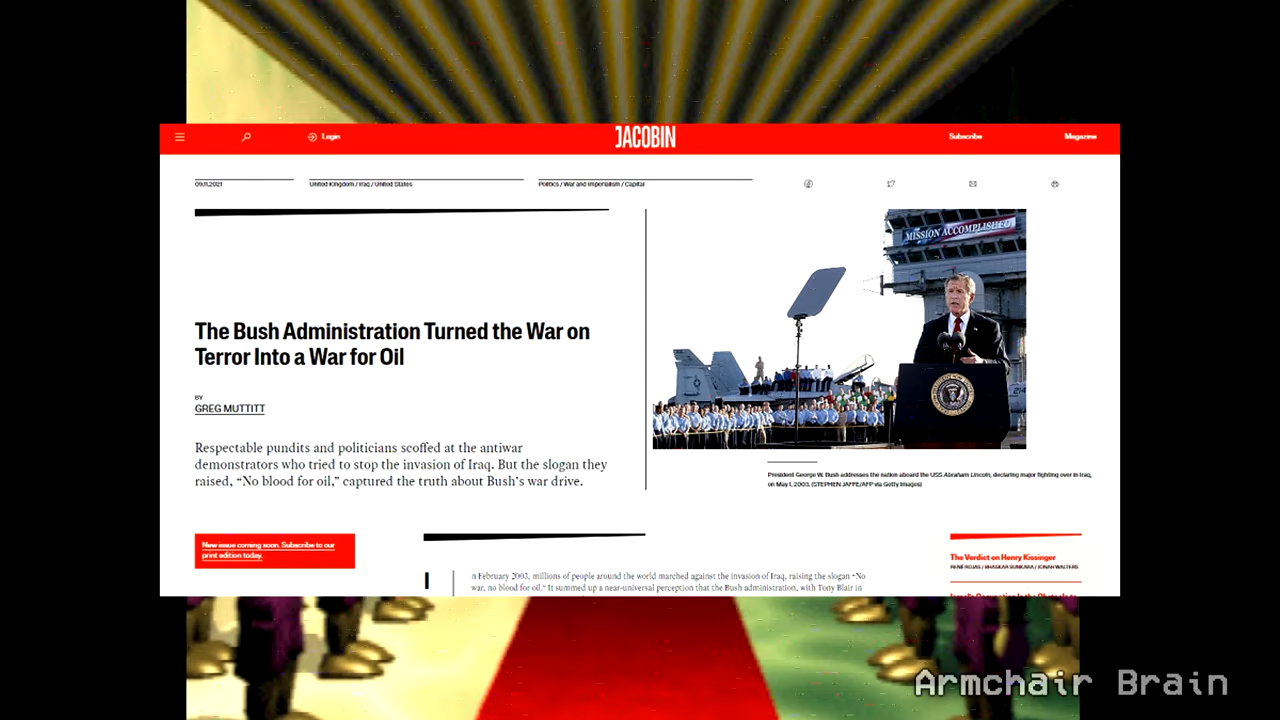 Login
JACOBIN
Subscribe
Magazine
09.11.2021
United Kingdom / Iraq / United States
Politics / War and Imperialism / Capital
MISSION ACCOMPLISHED
The Bush Administration Turned the War on
Terror Into a War for Oil
BY
GREG MUTTITT
Respectable pundits and politicians scoffed at the antiwar
demonstrators who tried to stop the invasion of Iraq. But the slogan they
raised, “No blood for oil,” captured the truth about Bush’s war drive.
President George W. Bush addresses the nation aboard the USS Abraham Lincoln, declaring major fighting over in Iraq,
on May 1, 2003. (STEPHEN JAFFE/AFP via Getty Images)
New issue coming soon. Subscribe to our
print edition today.
The Verdict on Henry Kissinger
RENÉ ROJAS / BHASKAR SUNKARA / JONAH WALTERS
In February 2003, millions of people around the world marched against the invasion of Iraq, raising the slogan “No
war, no blood for oil.” It summed up a near-universal perception that the Bush administration, with Tony Blair in
Armchair Brain